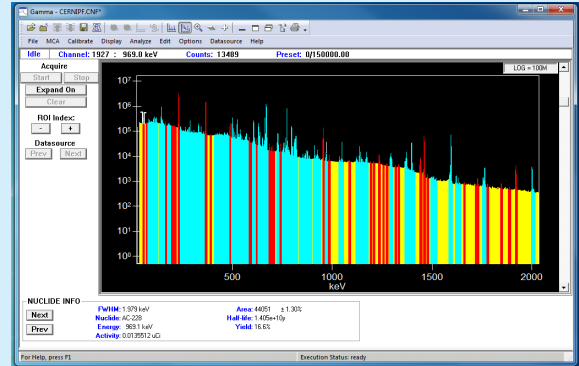 Gamma - CERNIPF.CNF*
File MCA Calibrate Display Analyze Edit Options Datasource Help
Idle Channel: 1927 : 969.0 keV Counts: 13489 Preset: 0/150000.00
Acquire
Start Stop
Expand On
Clear
ROI Index:
- +
Datasource
Prev Next
LOG = 100M
10⁷
10⁶
10⁵
10⁴
10³
10²
10¹
10⁰
500 1000 1500 2000
keV
NUCLIDE INFO
Next
Prev
FWHM: 1.979 keV Area: 44051 ± 1.30%
Nuclide: AC-228 Half-life: 1.405e+10y
Energy: 969.1 keV Yield: 16.6%
Activity: 0.0135512 uCi
For Help, press F1 Execution Status: ready